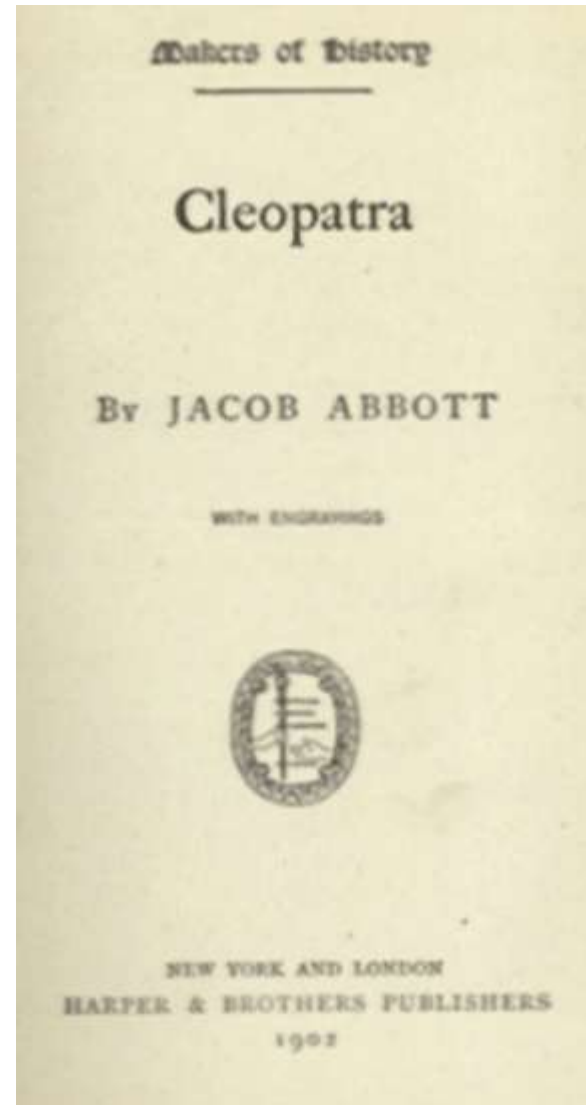 Makers of History
Cleopatra
By JACOB ABBOTT
WITH ENGRAVINGS
NEW YORK AND LONDON
HARPER & BROTHERS PUBLISHERS
1902